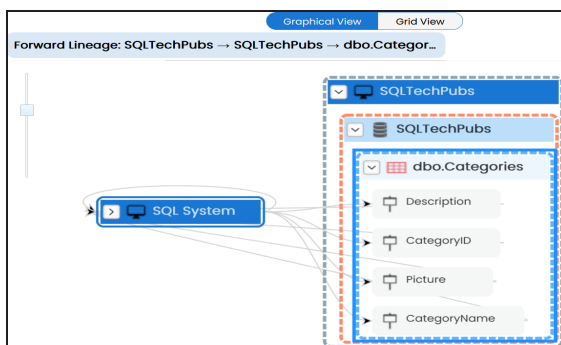 Graphical View Grid View
Forward Lineage: SQLTechPubs → SQLTechPubs → dbo.Categor...
SQLTechPubs
SQLTechPubs
dbo.Categories
Description
SQL System
CategoryID
Picture
CategoryName